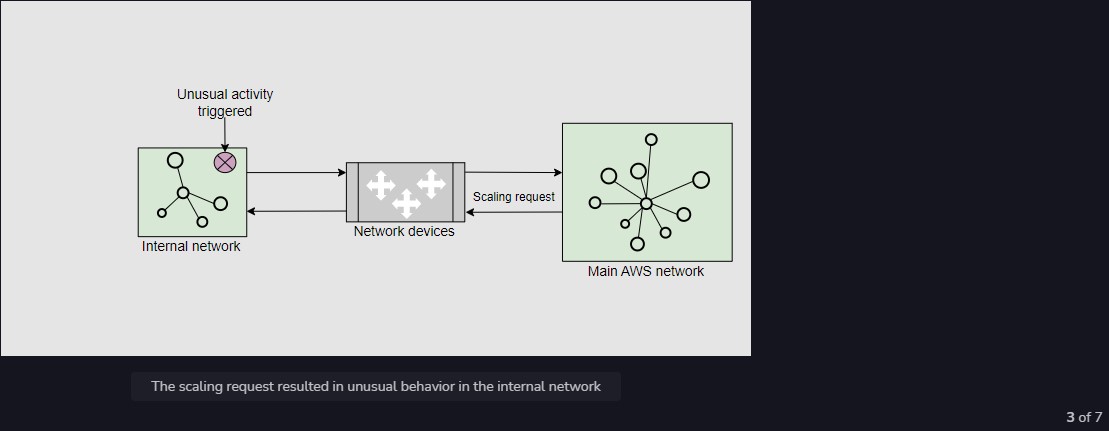 Unusual activity
triggered
Scaling request
Network devices
Internal network
Main AWS network
The scaling request resulted in unusual behavior in the internal network
3 of 7